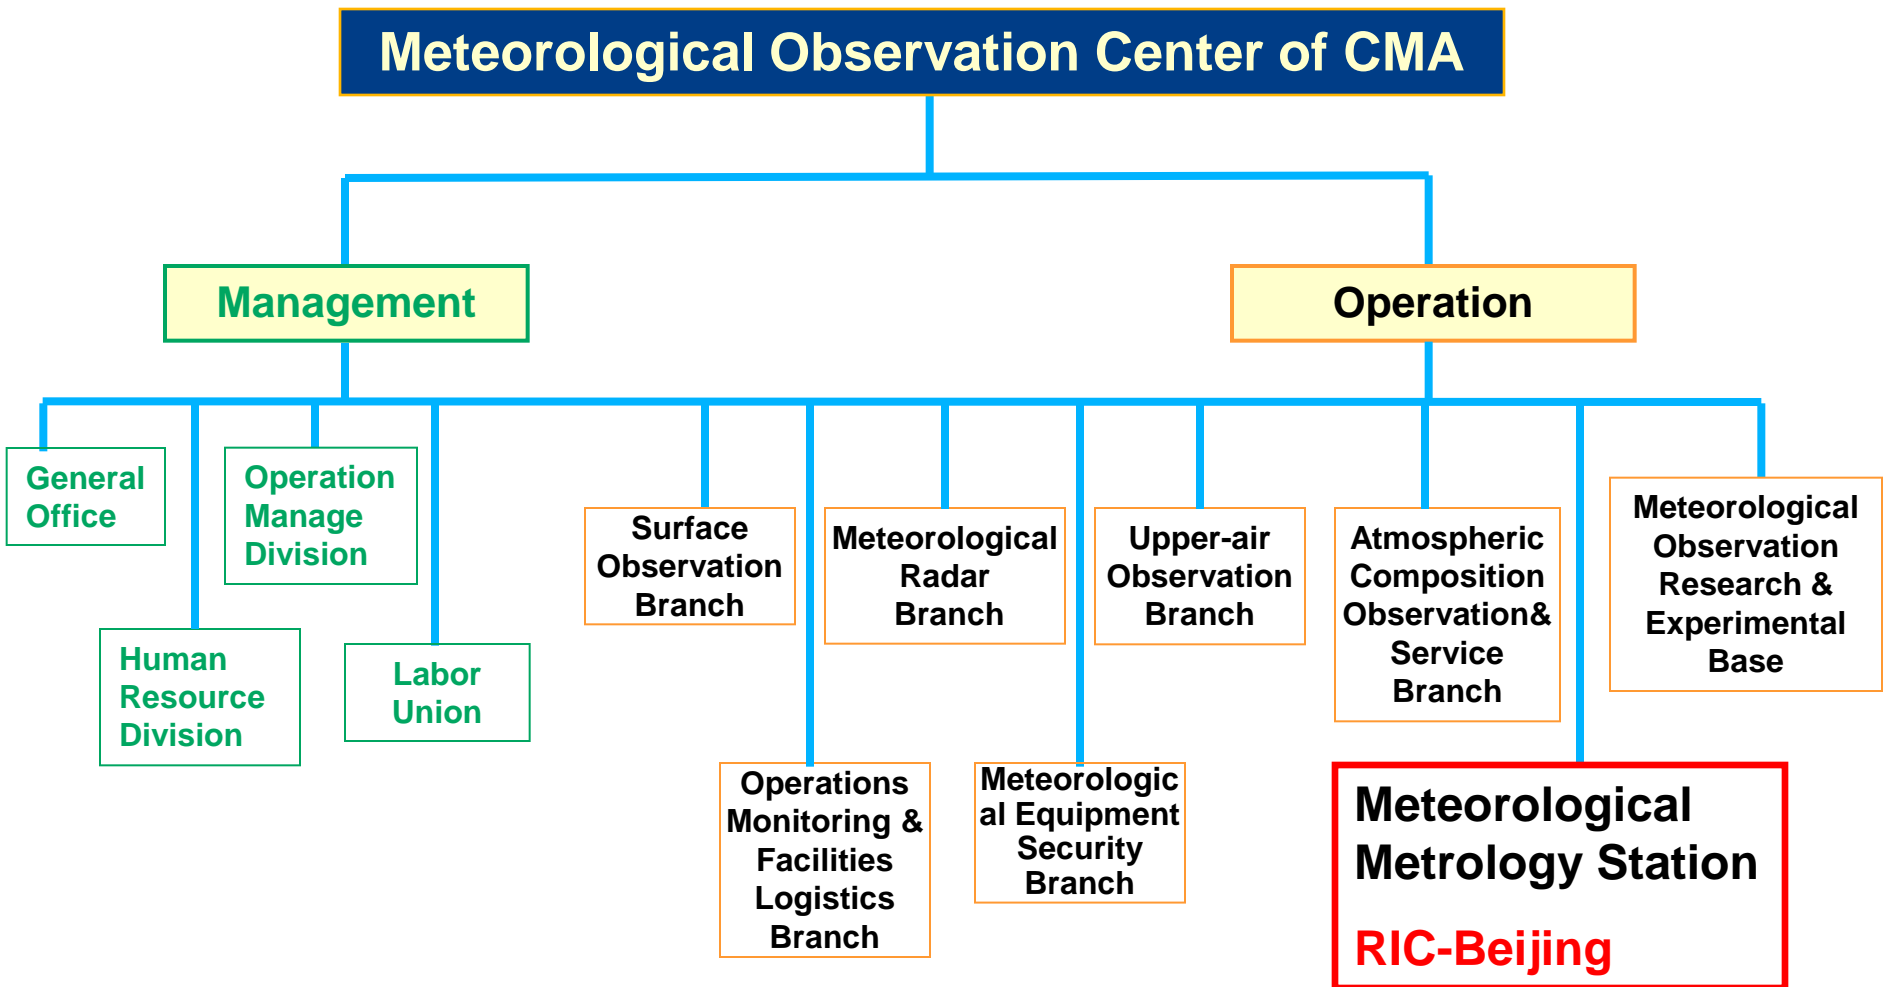 Meteorological Observation Center of CMA
Management
Operation
General
Office
Operation
Manage
Division
Human
Resource
Division
Labor
Union
Surface
Observation
Branch
Meteorological
Radar
Branch
Upper-air
Observation
Branch
Atmospheric
Composition
Observation&
Service
Branch
Meteorological
Observation
Research &
Experimental
Base
Operations
Monitoring &
Facilities
Logistics
Branch
Meteorologic
al Equipment
Security
Branch
Meteorological
Metrology Station
RIC-Beijing